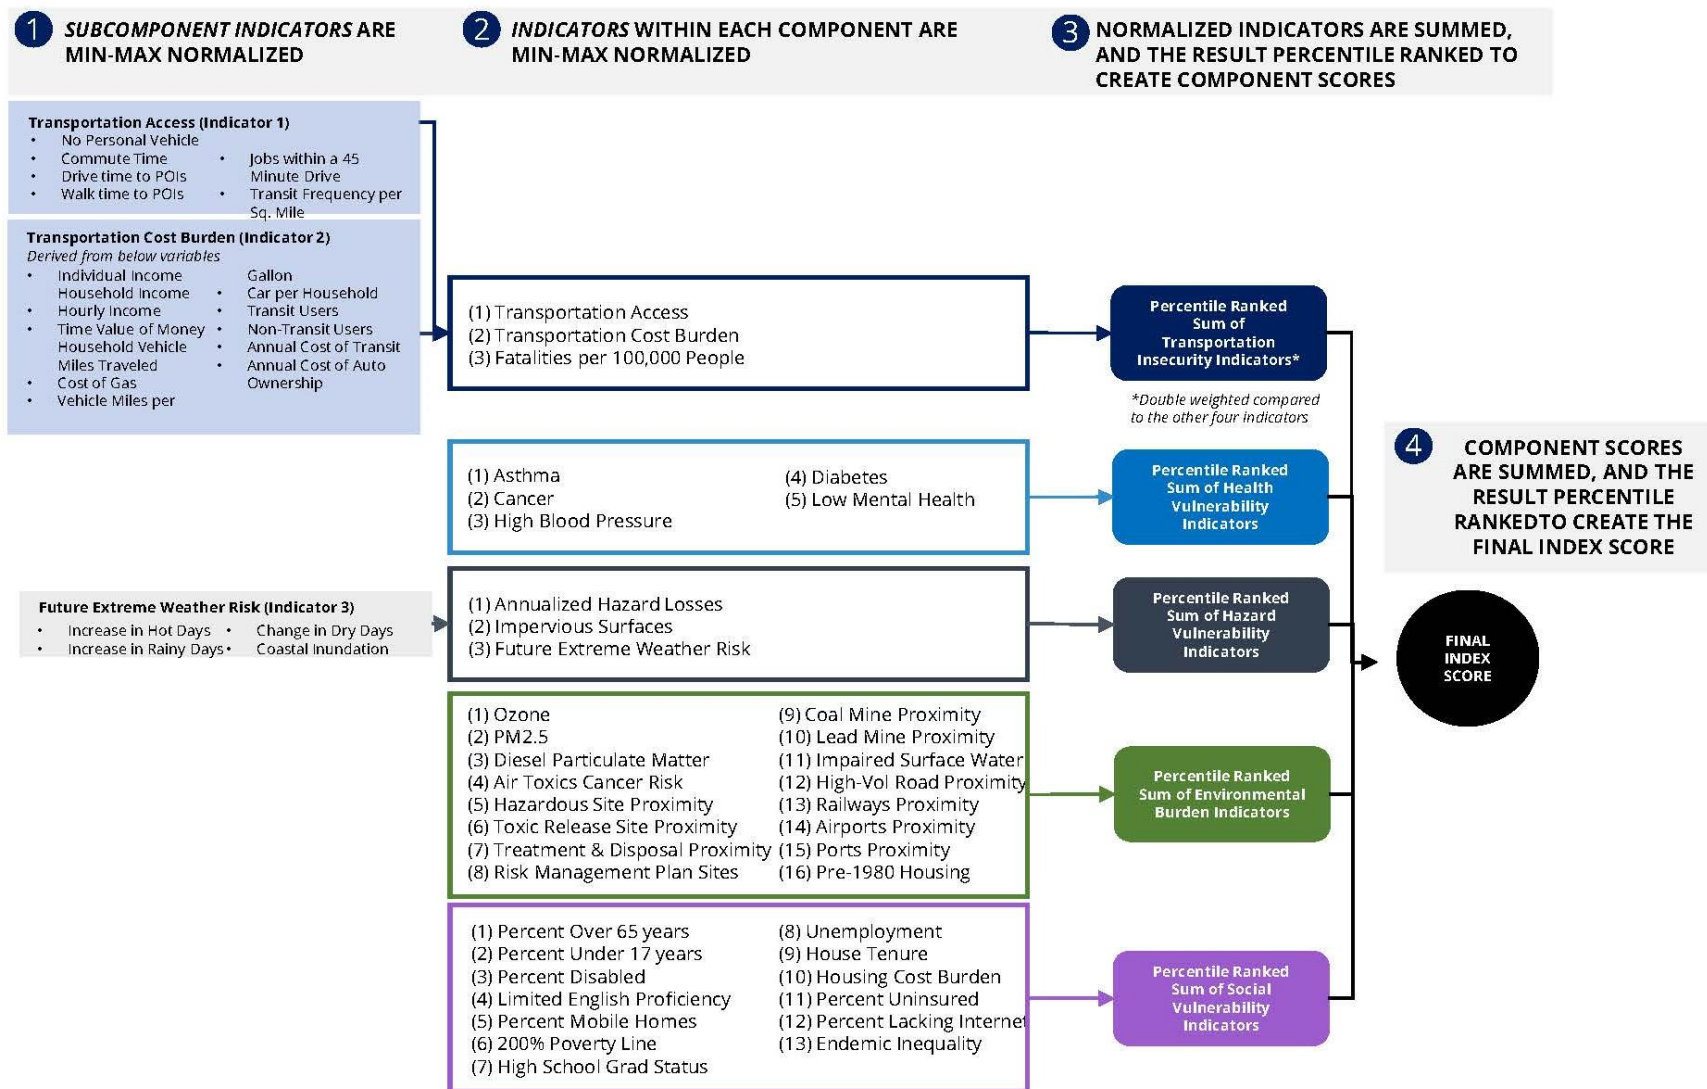 1 SUBCOMPONENT INDICATORS ARE
MIN-MAX NORMALIZED
2 INDICATORS WITHIN EACH COMPONENT ARE
MIN-MAX NORMALIZED
3 NORMALIZED INDICATORS ARE SUMMED,
AND THE RESULT PERCENTILE RANKED TO
CREATE COMPONENT SCORES
Transportation Access (Indicator 1)
• No Personal Vehicle
• Commute Time
• Drive time to POIs
• Walk time to POIs
• Jobs within a 45
Minute Drive
• Transit Frequency per
Sq. Mile
Transportation Cost Burden (Indicator 2)
Derived from below variables
• Individual Income
Household Income
• Hourly Income
• Time Value of Money
Household Vehicle
Miles Traveled
• Cost of Gas
• Vehicle Miles per
Gallon
• Car per Household
• Transit Users
• Non-Transit Users
• Annual Cost of Transit
• Annual Cost of Auto
Ownership
(1) Transportation Access
(2) Transportation Cost Burden
(3) Fatalities per 100,000 People
Percentile Ranked
Sum of
Transportation
Insecurity Indicators*
*Double weighted compared
to the other four indicators
(1) Asthma
(2) Cancer
(3) High Blood Pressure
(4) Diabetes
(5) Low Mental Health
Percentile Ranked
Sum of Health
Vulnerability
Indicators
4 COMPONENT SCORES
ARE SUMMED, AND THE
RESULT PERCENTILE
RANKEDTO CREATE THE
FINAL INDEX SCORE
Future Extreme Weather Risk (Indicator 3)
• Increase in Hot Days
• Increase in Rainy Days
• Change in Dry Days
• Coastal Inundation
(1) Annualized Hazard Losses
(2) Impervious Surfaces
(3) Future Extreme Weather Risk
Percentile Ranked
Sum of Hazard
Vulnerability
Indicators
FINAL
INDEX
SCORE
(1) Ozone
(2) PM2.5
(3) Diesel Particulate Matter
(4) Air Toxics Cancer Risk
(5) Hazardous Site Proximity
(6) Toxic Release Site Proximity
(7) Treatment & Disposal Proximity
(8) Risk Management Plan Sites
(9) Coal Mine Proximity
(10) Lead Mine Proximity
(11) Impaired Surface Water
(12) High-Vol Road Proximity
(13) Railways Proximity
(14) Airports Proximity
(15) Ports Proximity
(16) Pre-1980 Housing
Percentile Ranked
Sum of Environmental
Burden Indicators
(1) Percent Over 65 years
(2) Percent Under 17 years
(3) Percent Disabled
(4) Limited English Proficiency
(5) Percent Mobile Homes
(6) 200% Poverty Line
(7) High School Grad Status
(8) Unemployment
(9) House Tenure
(10) Housing Cost Burden
(11) Percent Uninsured
(12) Percent Lacking Internet
(13) Endemic Inequality
Percentile Ranked
Sum of Social
Vulnerability
Indicators